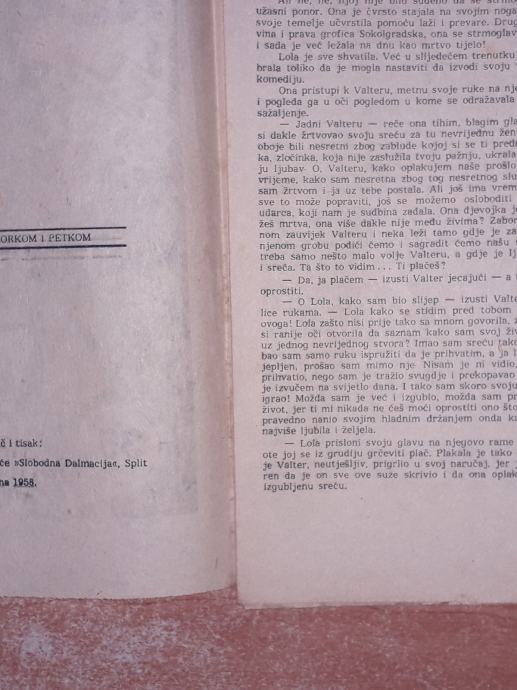 ORKOM I PETKOM
č i tisak:
će »Slobodna Dalmacija«, Split
na 1958.
užasni ponor. Ona je čvrsto stajala na svojim noga
svoje temelje učvrstila pomoću laži i prevare. Drug
vina i prava grofica Sokolgradska, ona se strmoglav
i sada je već ležala na dnu kao mrtvo tijelo!
Lola je sve shvatila. Već u slijedećem trenutku
brala toliko da je mogla nastaviti da izvodi svoju
komediju.
Ona pristupi k Valteru, metnu svoje ruke na nje
i pogleda ga u oči pogledom u kome se odražavala
sažaljenje.
— Jadni Valteru — reče ona tihim, blagim gla
si dakle žrtvovao svoju sreću za tu nevrijednu žen
oboje bili nesretni zbog zablude kojoj si se ti pred
ka, zločinka, koja nije zaslužila tvoju pažnju, ukrala
ju ljubav. O, Valteru, kako oplakujem naše prošlo
vrijeme, kako sam nesretna zbog tog nesretnog slu
sam žrtvom i ja uz tebe postala. Ali još ima vrem
sve to može popraviti, još se možemo osloboditi
udarca, koji nam je sudbina zadala. Ona djevojka je
žeš mrtva, ona više dakle nije među živima? Zabor
nom zauvijek Valteru i neka leži tamo gdje je za
njenom grobu podići ćemo i sagradit ćemo našu s
treba samo nešto malo volje Valteru, a gdje je lj
i sreća. Ta što to vidim... Ti plačeš?
— Da, ja plačem — izusti Valter jecajući — a
oprostiti.
— O Lola, kako sam bio slijep — izusti Valte
lice rukama. — Lola kako se stidim pred tobom
ovoga! Lola zašto nisi prije tako sa mnom govorila,
si ranije oči otvorila da saznam kako sam svoj živ
uz jednog nevrijednog stvora? Imao sam sreću tako
bao sam samo ruku ispružiti da je prihvatim, a ja
jepljen, prošao sam mimo nje. Nisam je ni vidio,
prihvatio, nego sam je tražio svugdje i prekopavao
je izvučem na svijetlo dana. I tako sam skoro svoju
igrao! Možda sam je već i izgubio, možda sam pr
život, jer ti mi nikada ne ćeš moći oprostiti ono što
pravedno nanio svojim hladnim držanjem onda k
najviše ljubila i željela.
— Lola prisloni svoju glavu na njegovo rame
ote joj se iz grudiju grčeviti plač. Plakala je tako
je Valter, neutješljiv, prigrlio u svoj naručaj, jer
ren da je on sve ove suze skrivio i da ona oplak
izgubljenu sreću.